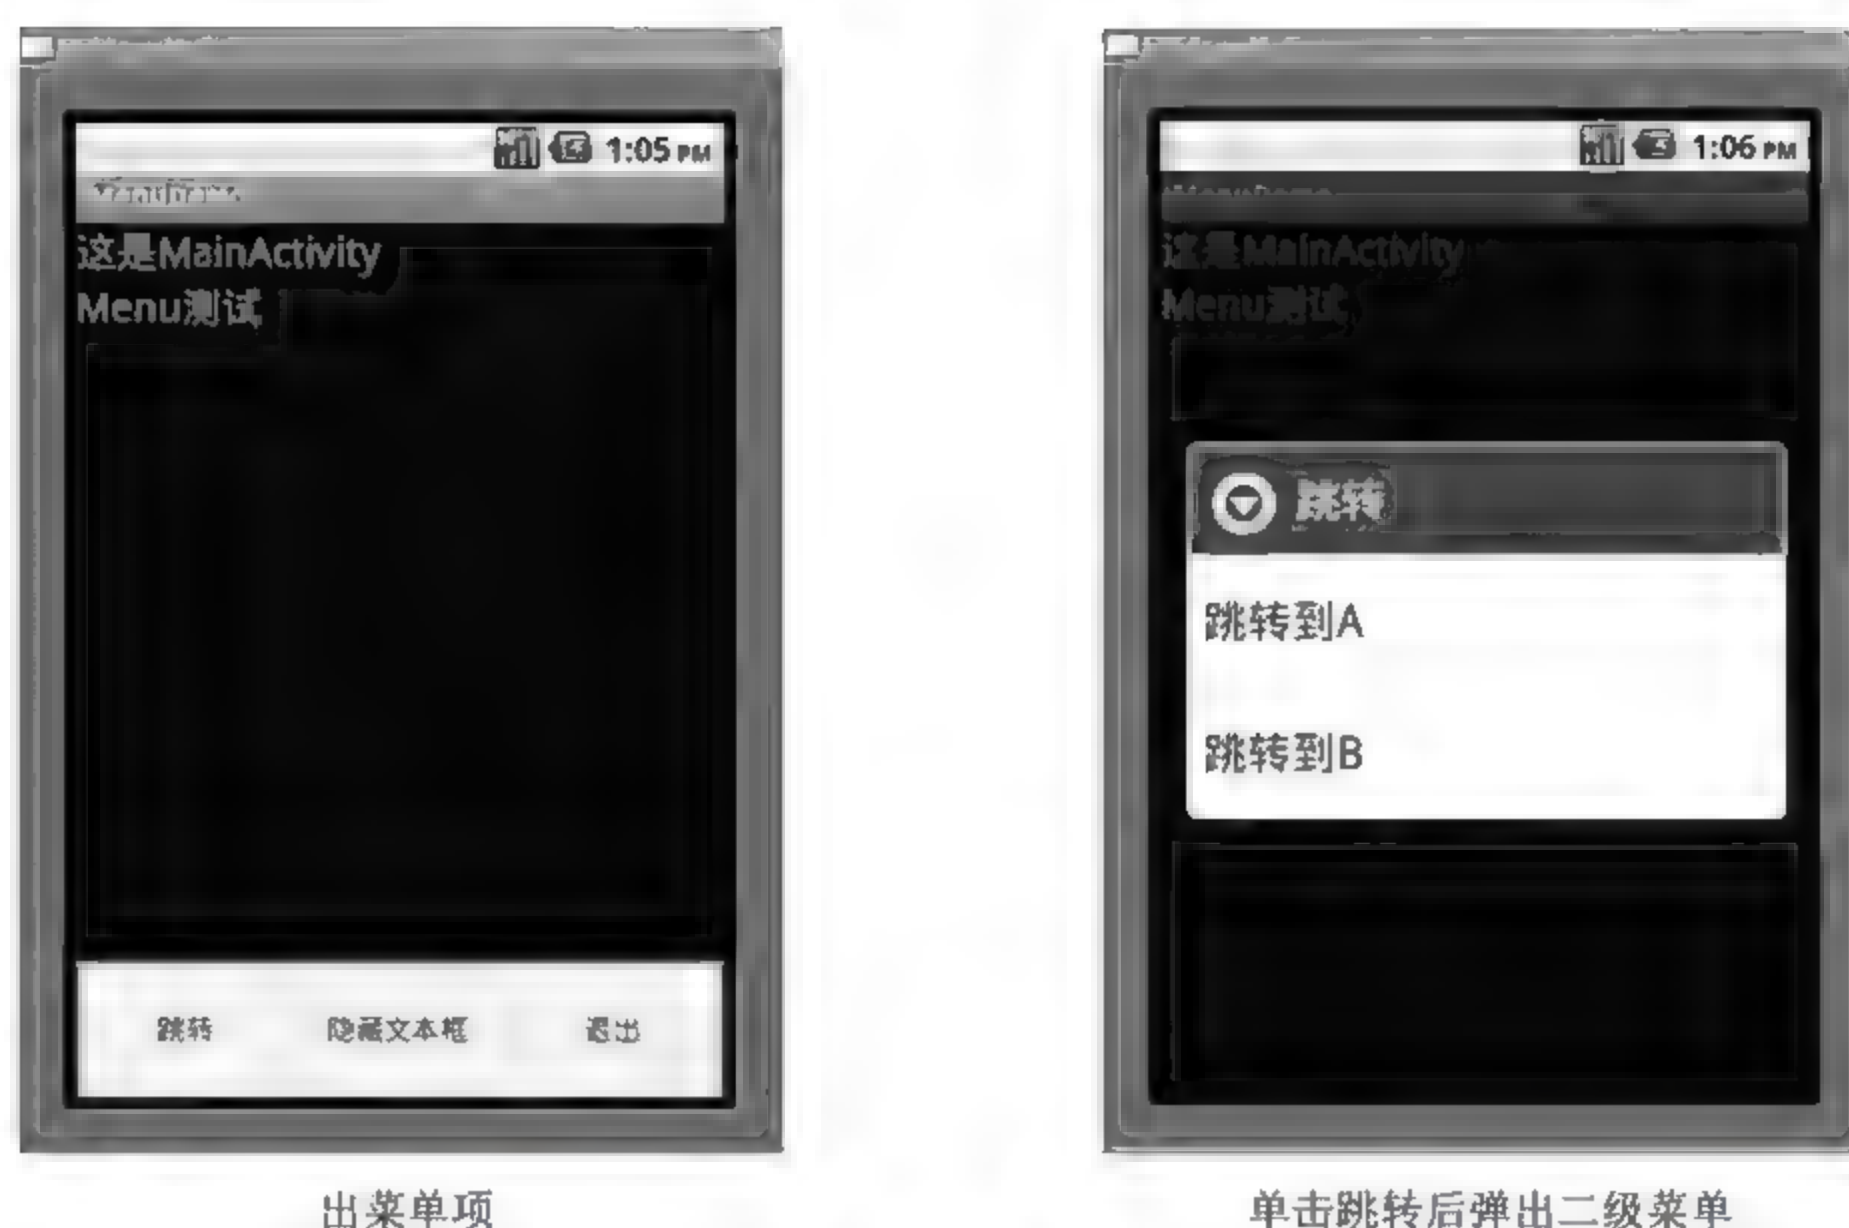 1:05 PM
这是MainActivity
Menu测试
跳转 隐藏文本框 退出
出菜单项
1:06 PM
这是MainActivity
Menu测试
跳转
跳转到A
跳转到B
单击跳转后弹出二级菜单